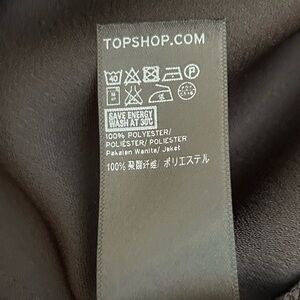 TOPSHOP.COM
40 P
SAVE ENERGY
WASH AT 30C
100% POLYESTER/
POLIÉSTER/ POLIESTER
Pakaian Wanita/ Jaket
100% 聚酯纤维/ ポリエステル